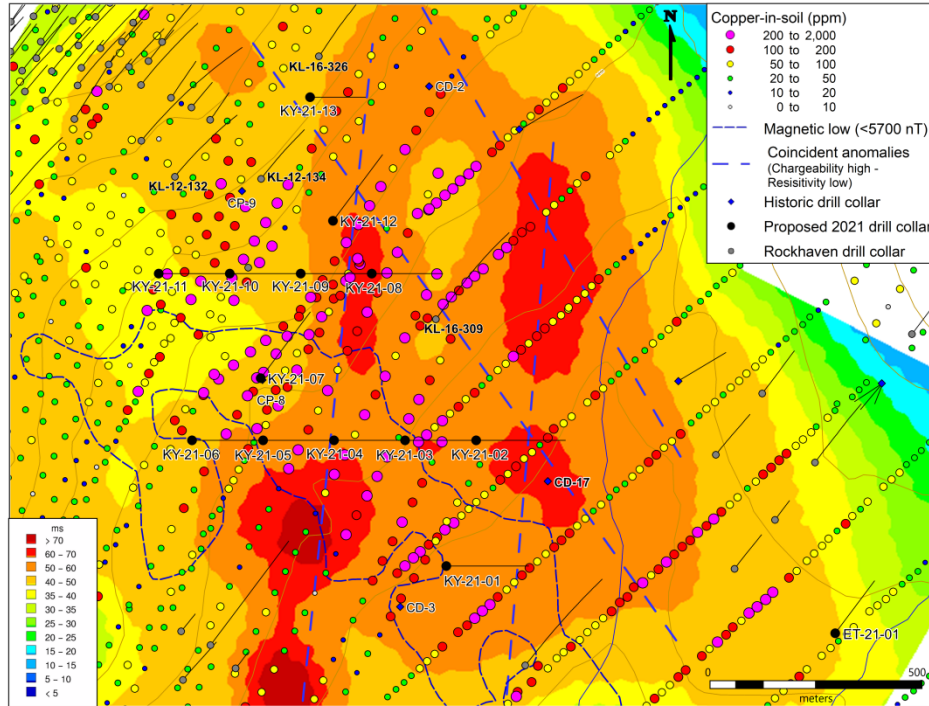 N
Copper-in-soil (ppm)
200 to 2,000
100 to 200
50 to 100
20 to 50
10 to 20
0 to 10
Magnetic low (<5700 nT)
Coincident anomalies
(Chargeability high -
Resisitivity low)
Historic drill collar
Proposed 2021 drill collar
Rockhaven drill collar
KL-16-326
CD-2
KY-21-13
KL-12-132
KL-12-134
CP-9
KY-21-12
KY-21-11
KY-21-10
KY-21-09
KY-21-08
KL-16-309
KY-21-07
CP-8
KY-21-06
KY-21-05
KY-21-04
KY-21-03
KY-21-02
CD-17
KY-21-01
CD-3
ET-21-01
ms
> 70
60 – 70
50 – 60
40 – 50
35 – 40
30 – 35
25 – 30
20 – 25
15 – 20
10 – 15
5 – 10
< 5
0
500
meters